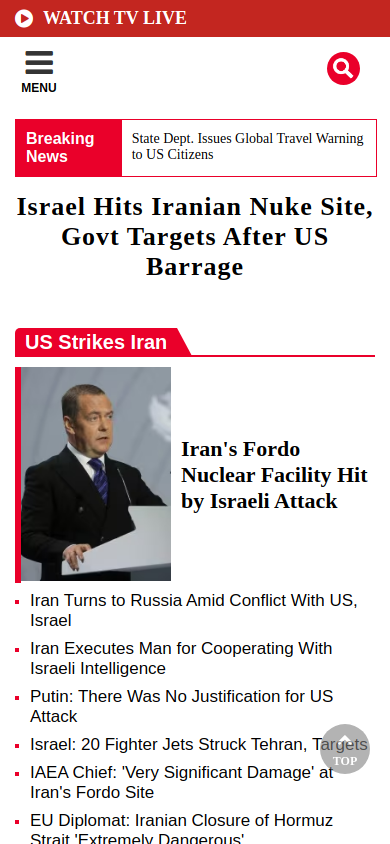 WATCH TV LIVE
MENU
Breaking
News
State Dept. Issues Global Travel Warning
to US Citizens
Israel Hits Iranian Nuke Site,
Govt Targets After US
Barrage
US Strikes Iran
Iran's Fordo
Nuclear Facility Hit
by Israeli Attack
Iran Turns to Russia Amid Conflict With US,
Israel
Iran Executes Man for Cooperating With
Israeli Intelligence
Putin: There Was No Justification for US
Attack
Israel: 20 Fighter Jets Struck Tehran, Targets
IAEA Chief: 'Very Significant Damage' at
Iran's Fordo Site
TOP
EU Diplomat: Iranian Closure of Hormuz
Strait 'Extremely Dangerous'